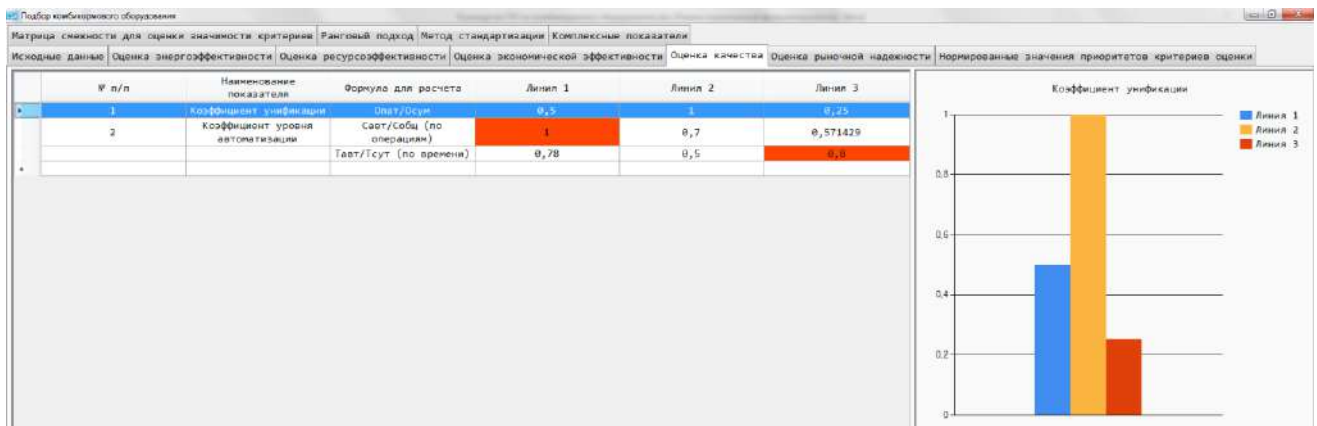 Подбор комбикормового оборудования
Матрица смежности для оценки значимости критериев Ранговый подход Метод стандартизации Комплексные показатели
Исходные данные Оценка энергоэффективности Оценка ресурсоэффективности Оценка экономической эффективности Оценка качества Оценка рыночной надежности Нормированные значения приоритетов критериев оценки
№ п/п Наименование показателя Формула для расчета Линия 1 Линия 2 Линия 3
1 Коэффициент унификации Опат/Осум 0,5 1 0,25
2 Коэффициент уровня автоматизации Савт/Собщ (по операциям) 1 0,7 0,571429
Тавт/Тсут (по времени) 0,78 0,5 0,8
Коэффициент унификации
Линия 1
Линия 2
Линия 3
1
0,8
0,6
0,4
0,2
0